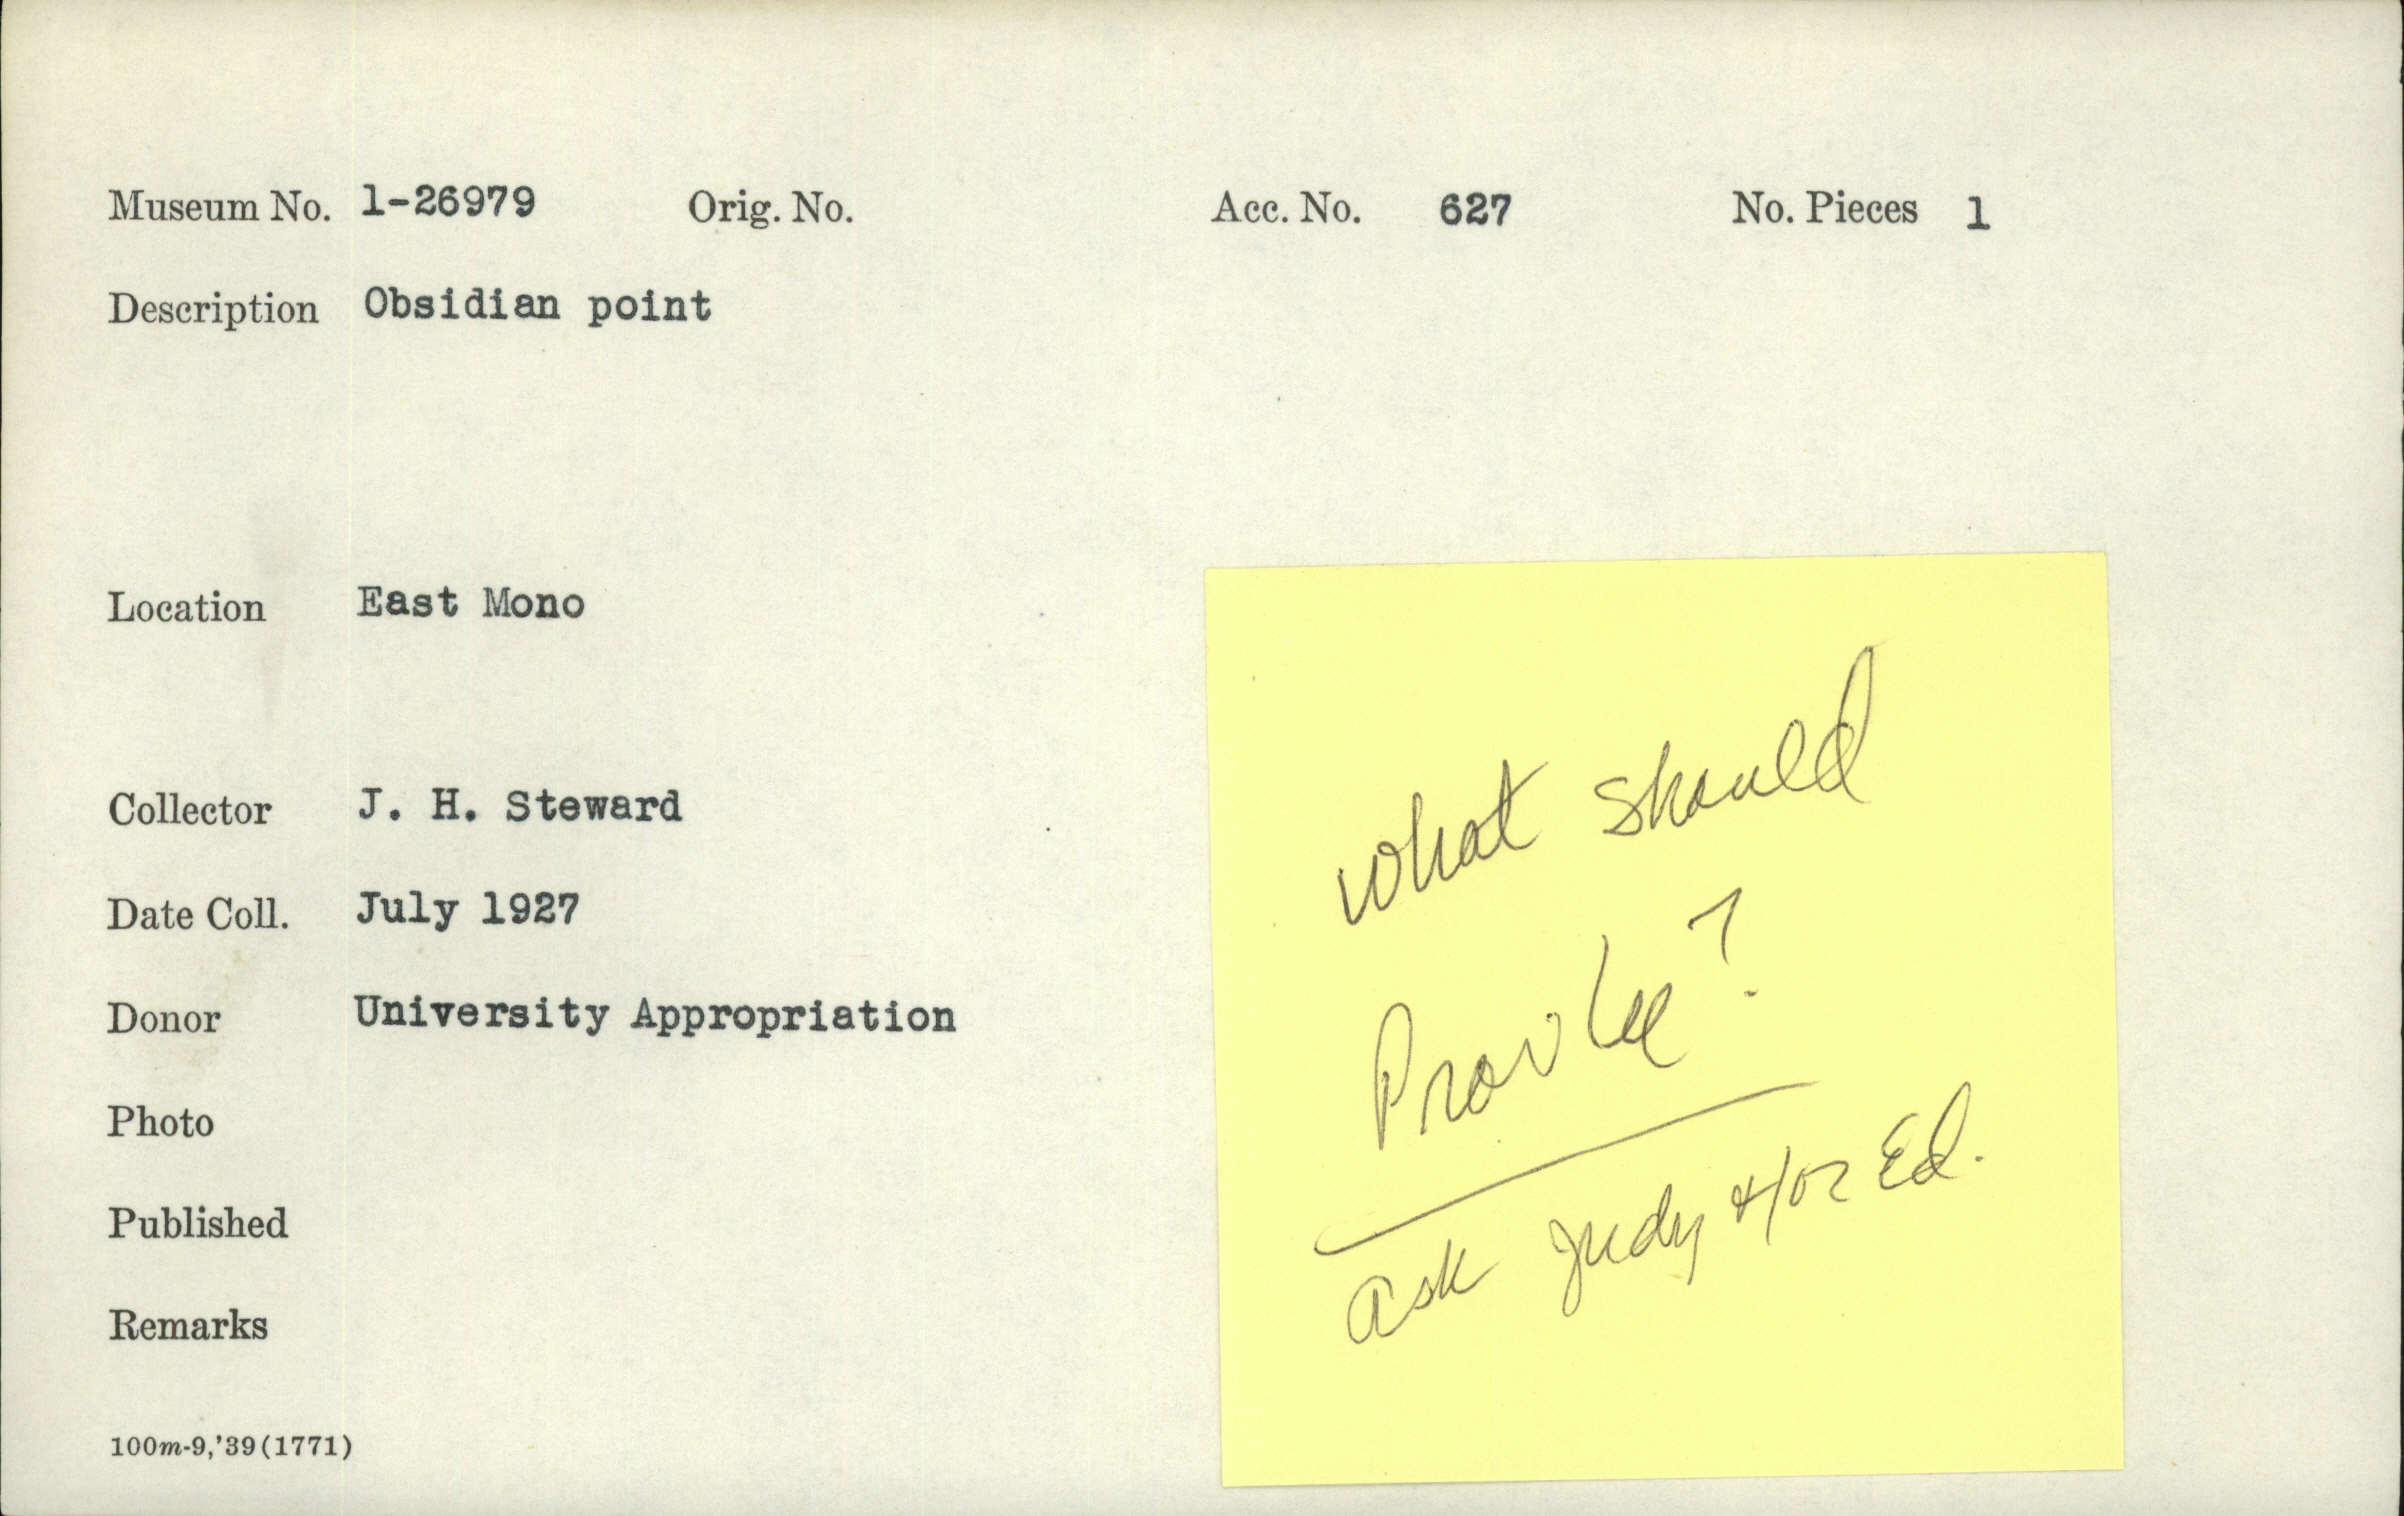 Museum No. 1-26979 Orig. No. Acc. No. 627 No. Pieces 1
Description Obsidian point
Location East Mono
Collector J. H. Steward
Date Coll. July 1927
Donor University Appropriation
Photo
Published
Remarks
100m-9,'39(1771)
What should
?
Ask Judy +/or Ed.